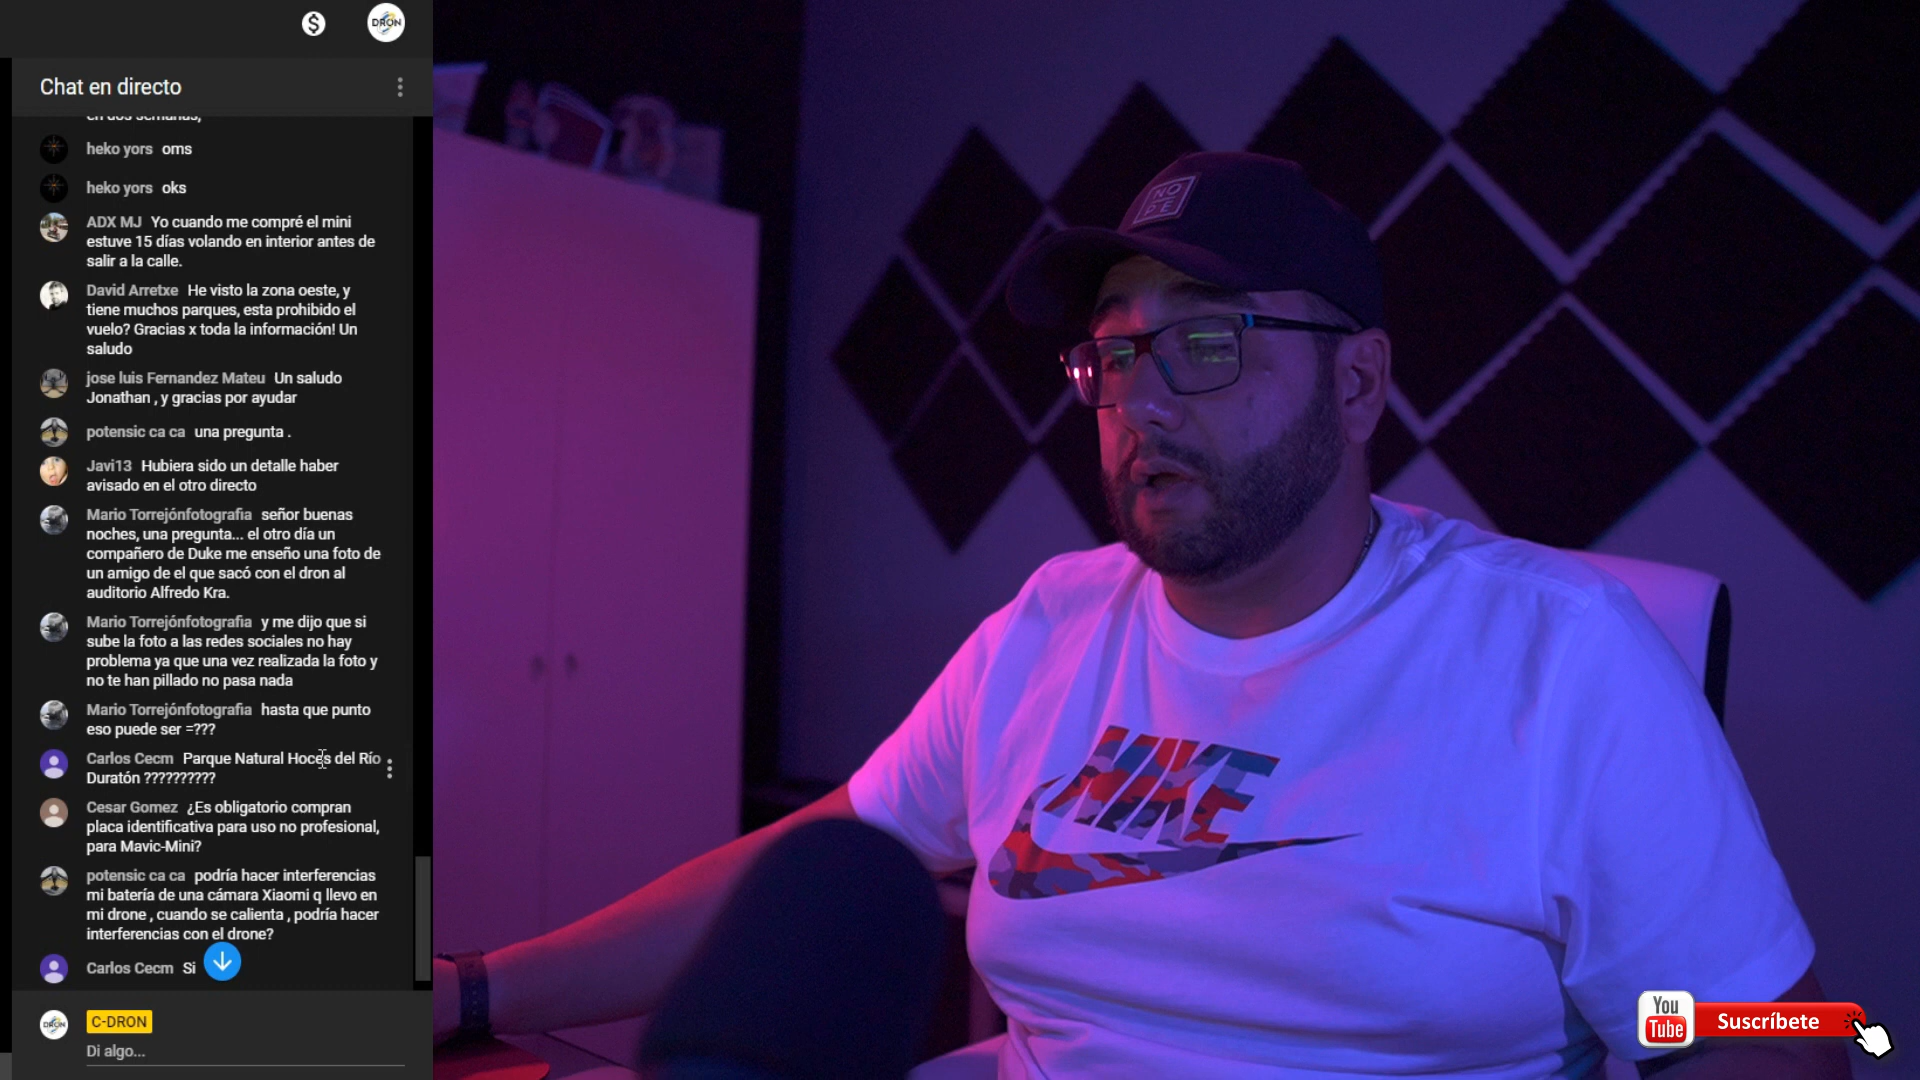 $
DRON
Chat en directo
en dos semanas,
heko yors oms
heko yors oks
ADX MJ Yo cuando me compré el mini
estuve 15 días volando en interior antes de
salir a la calle.
David Arretxe He visto la zona oeste, y
tiene muchos parques, esta prohibido el
vuelo? Gracias x toda la información! Un
saludo
jose luis Fernandez Mateu Un saludo
Jonathan , y gracias por ayudar
potensic ca ca una pregunta .
Javi13 Hubiera sido un detalle haber
avisado en el otro directo
Mario Torrejónfotografia señor buenas
noches, una pregunta... el otro día un
compañero de Duke me enseño una foto de
un amigo de el que sacó con el dron al
auditorio Alfredo Kra.
Mario Torrejónfotografia y me dijo que si
sube la foto a las redes sociales no hay
problema ya que una vez realizada la foto y
no te han pillado no pasa nada
Mario Torrejónfotografia hasta que punto
eso puede ser =???
Carlos Cecm Parque Natural Hoces del Río
Duratón ??????????
Cesar Gomez ¿Es obligatorio compran
placa identificativa para uso no profesional,
para Mavic-Mini?
potensic ca ca podría hacer interferencias
mi batería de una cámara Xiaomi q llevo en
mi drone , cuando se calienta , podría hacer
interferencias con el drone?
Carlos Cecm Si
DRON
C-DRON
Di algo...
NO
PE
NIKE
You
Tube
Suscríbete